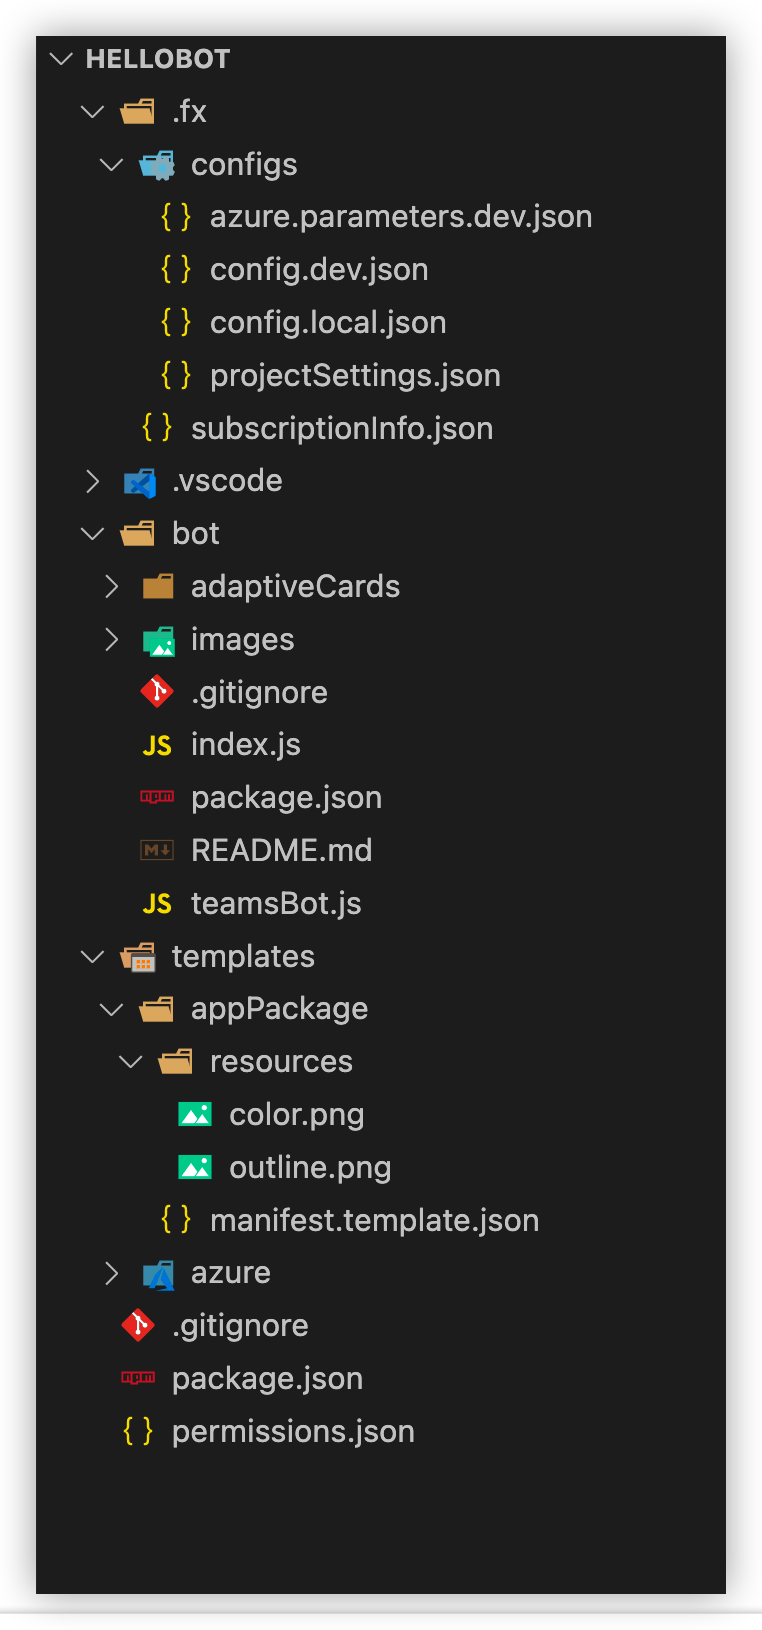 HELLOBOT
.fx
configs
{ } azure.parameters.dev.json
{ } config.dev.json
{ } config.local.json
{ } projectSettings.json
{ } subscriptionInfo.json
.vscode
bot
adaptiveCards
images
.gitignore
JS index.js
npm package.json
M↓ README.md
JS teamsBot.js
templates
appPackage
resources
color.png
outline.png
{ } manifest.template.json
azure
.gitignore
npm package.json
{ } permissions.json